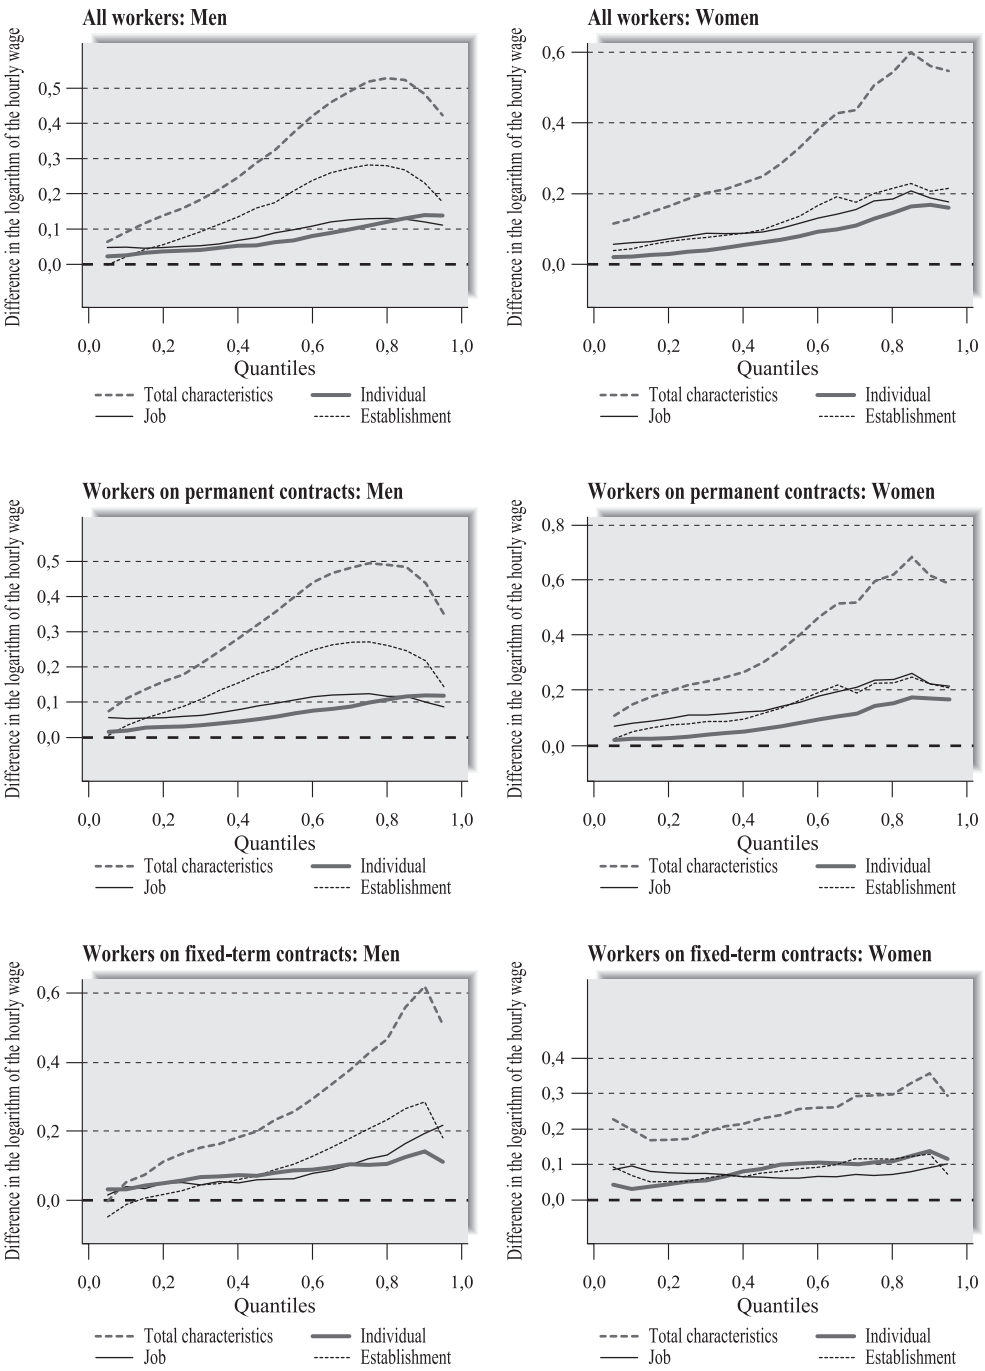 All workers: Men
Difference in the logarithm of the hourly wage
0,5
0,4
0,3
0,2
0,1
0,0
0,0 0,2 0,4 0,6 0,8 1,0
Quantiles
Total characteristics Individual
Job Establishment
All workers: Women
Difference in the logarithm of the hourly wage
0,6
0,4
0,2
0,0
0,0 0,2 0,4 0,6 0,8 1,0
Quantiles
Total characteristics Individual
Job Establishment
Workers on permanent contracts: Men
Difference in the logarithm of the hourly wage
0,5
0,4
0,3
0,2
0,1
0,0
0,0 0,2 0,4 0,6 0,8 1,0
Quantiles
Total characteristics Individual
Job Establishment
Workers on permanent contracts: Women
Difference in the logarithm of the hourly wage
0,8
0,6
0,4
0,2
0,0
0,0 0,2 0,4 0,6 0,8 1,0
Quantiles
Total characteristics Individual
Job Establishment
Workers on fixed-term contracts: Men
Difference in the logarithm of the hourly wage
0,6
0,4
0,2
0,0
0,0 0,2 0,4 0,6 0,8 1,0
Quantiles
Total characteristics Individual
Job Establishment
Workers on fixed-term contracts: Women
Difference in the logarithm of the hourly wage
0,4
0,3
0,2
0,1
0,0
0,0 0,2 0,4 0,6 0,8 1,0
Quantiles
Total characteristics Individual
Job Establishment